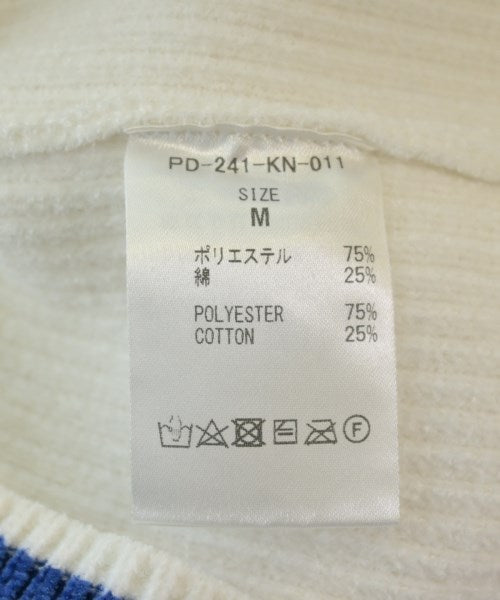 PD-241-KN-011
SIZE
M
ポリエステル 75%
綿 25%
POLYESTER 75%
COTTON 25%
F